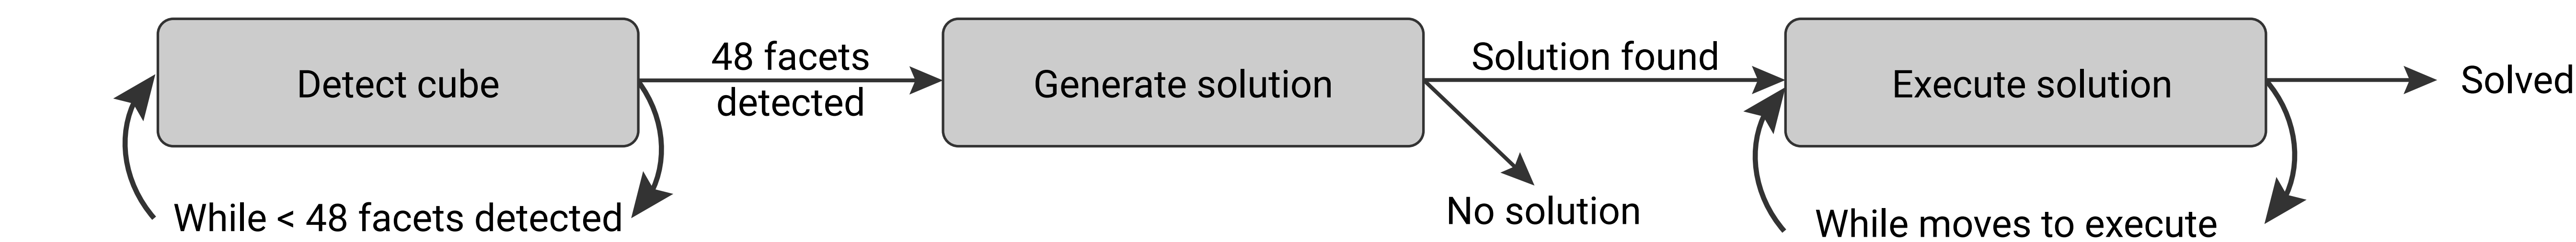 Detect cube
48 facets
detected
While < 48 facets detected
Generate solution
Solution found
No solution
Execute solution
While moves to execute
Solved